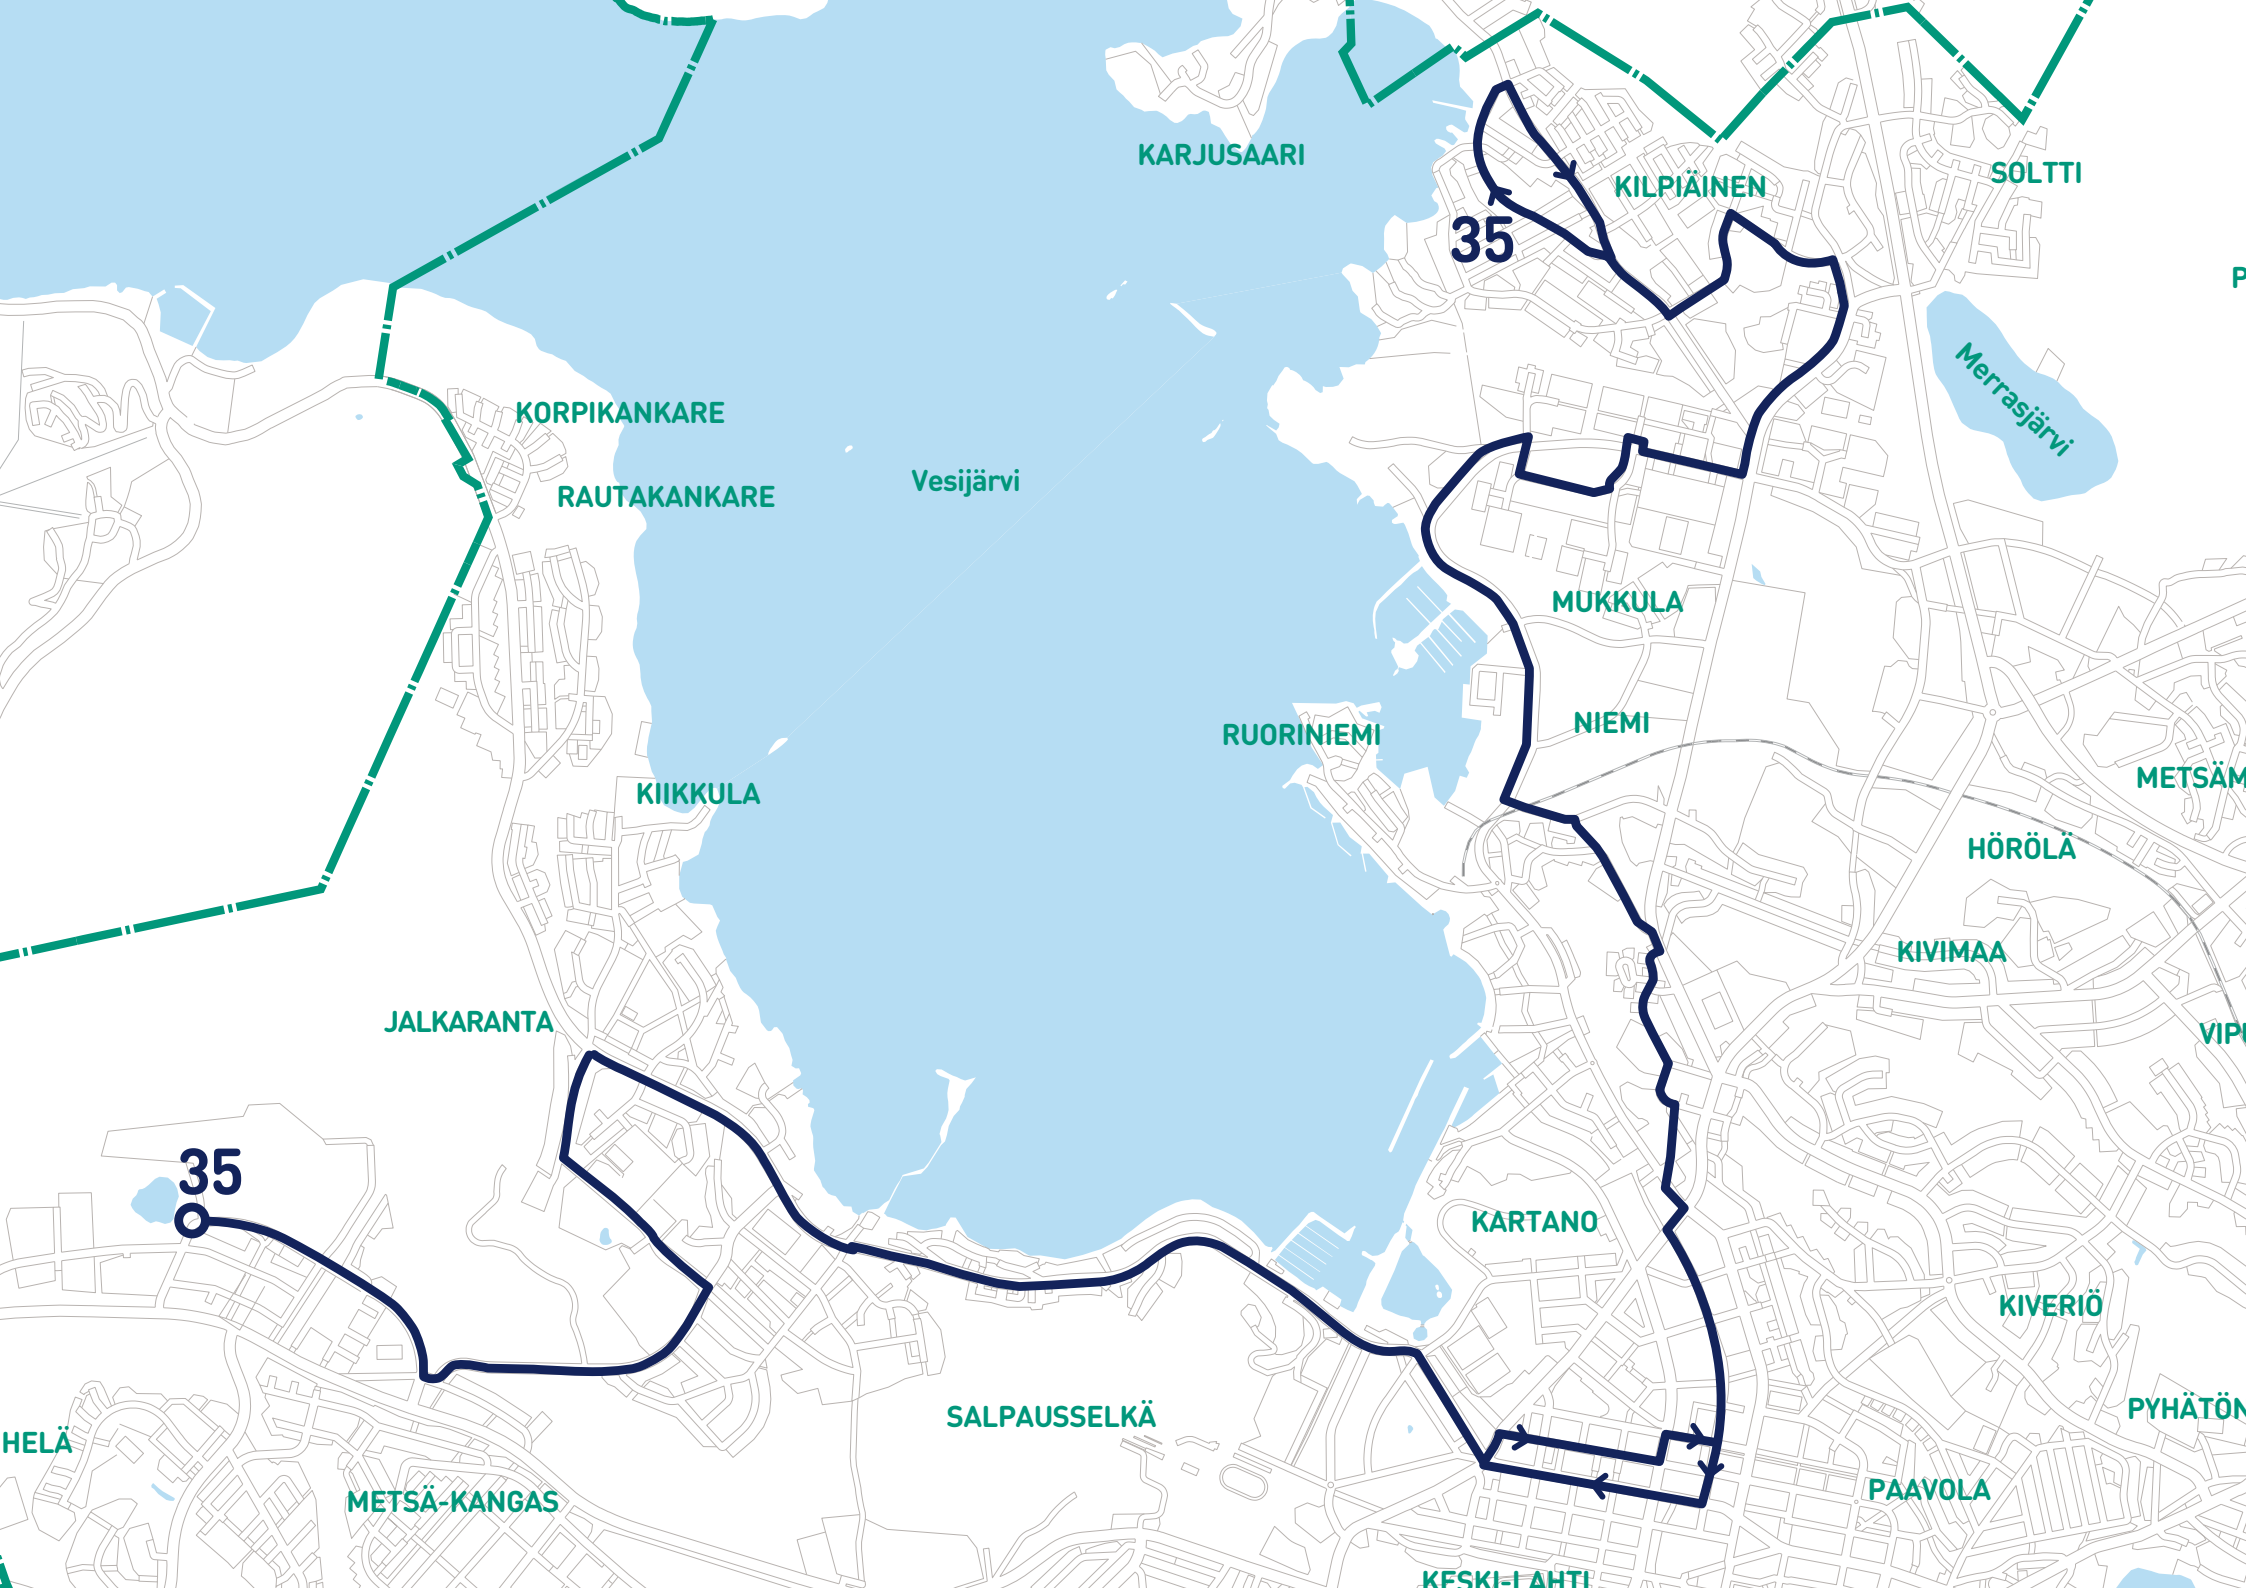 KARJUSAARI
SOLTTI
KILPIÄINEN
35
Merrasjärvi
KORPIKANKARE
Vesijärvi
RAUTAKANKARE
MUKKULA
NIEMI
RUORINIEMI
METSÄM
KIIKKULA
HÖRÖLÄ
KIVIMAA
JALKARANTA
VIP
35
KARTANO
KIVERIÖ
PYHÄTÖN
SALPAUSSELKÄ
HELÄ
PAAVOLA
METSÄ-KANGAS
KESKI-LAHTI